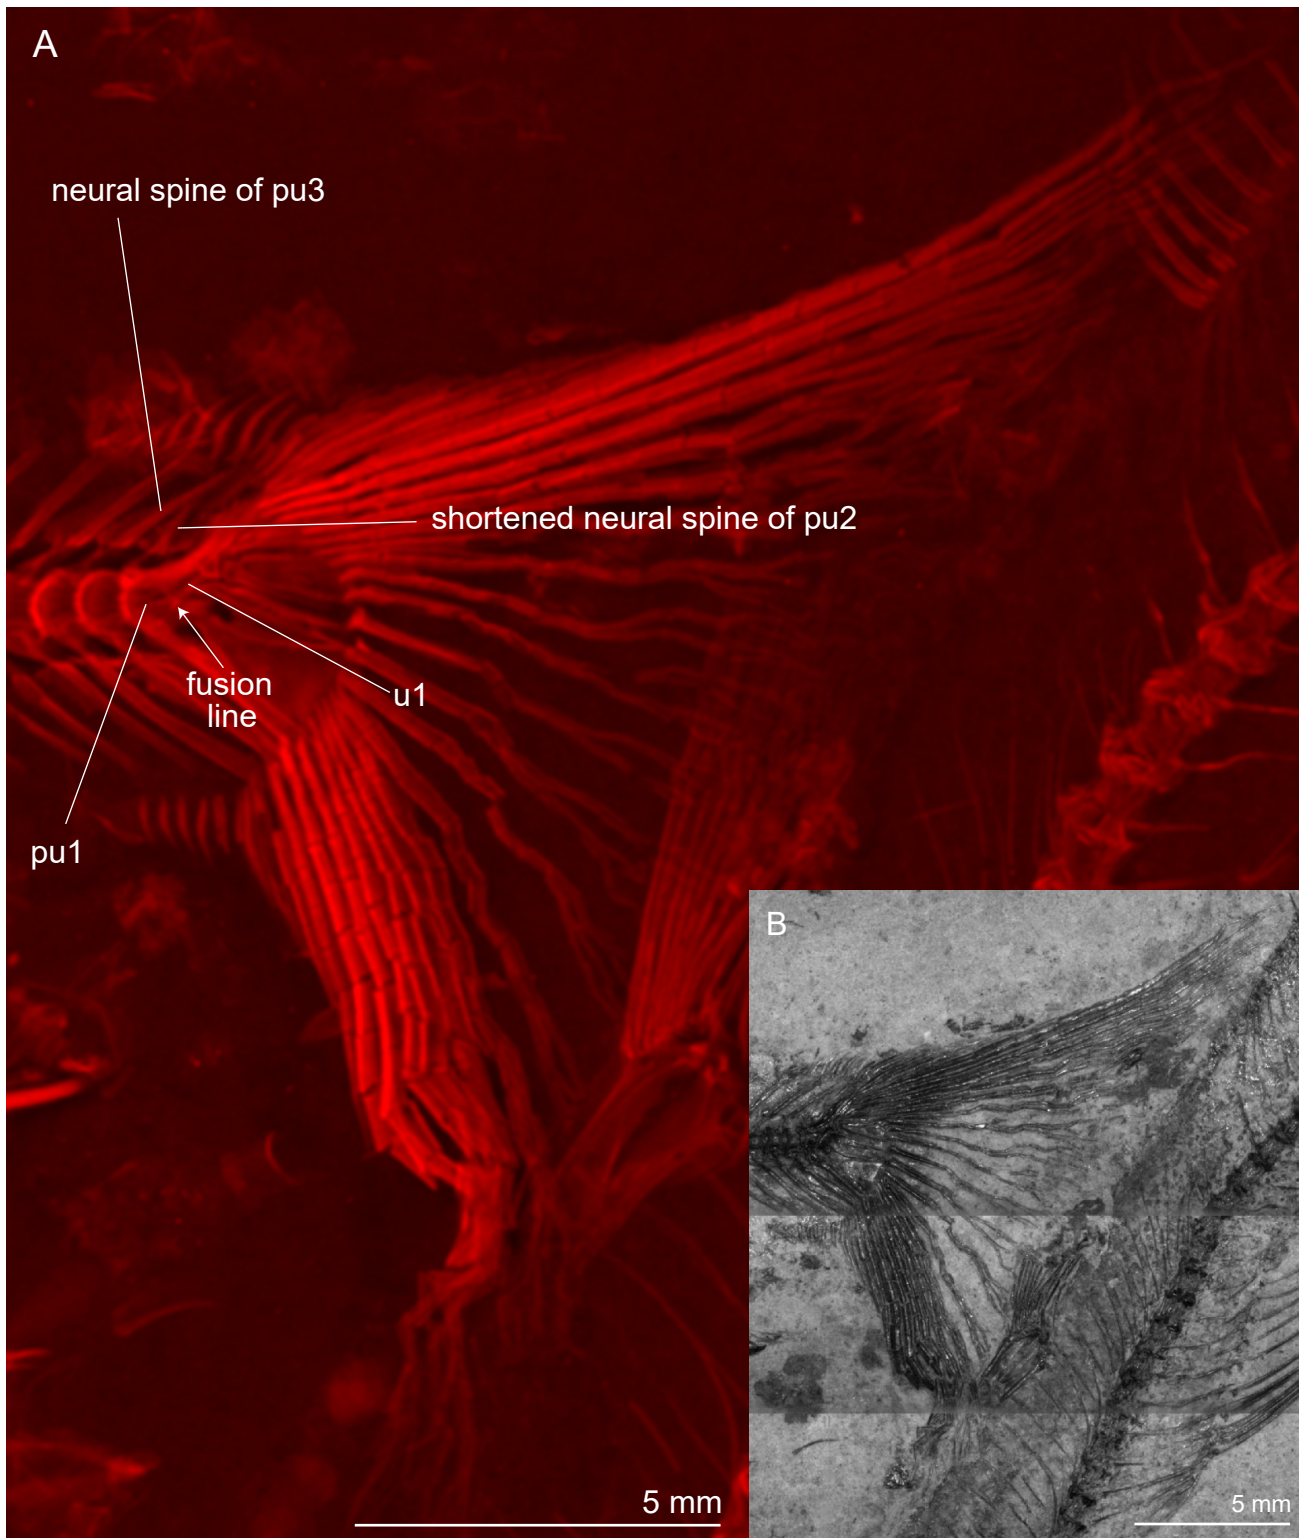 A
neural spine of pu3
shortened neural spine of pu2
fusion
line
u1
pu1
B
5 mm
5 mm